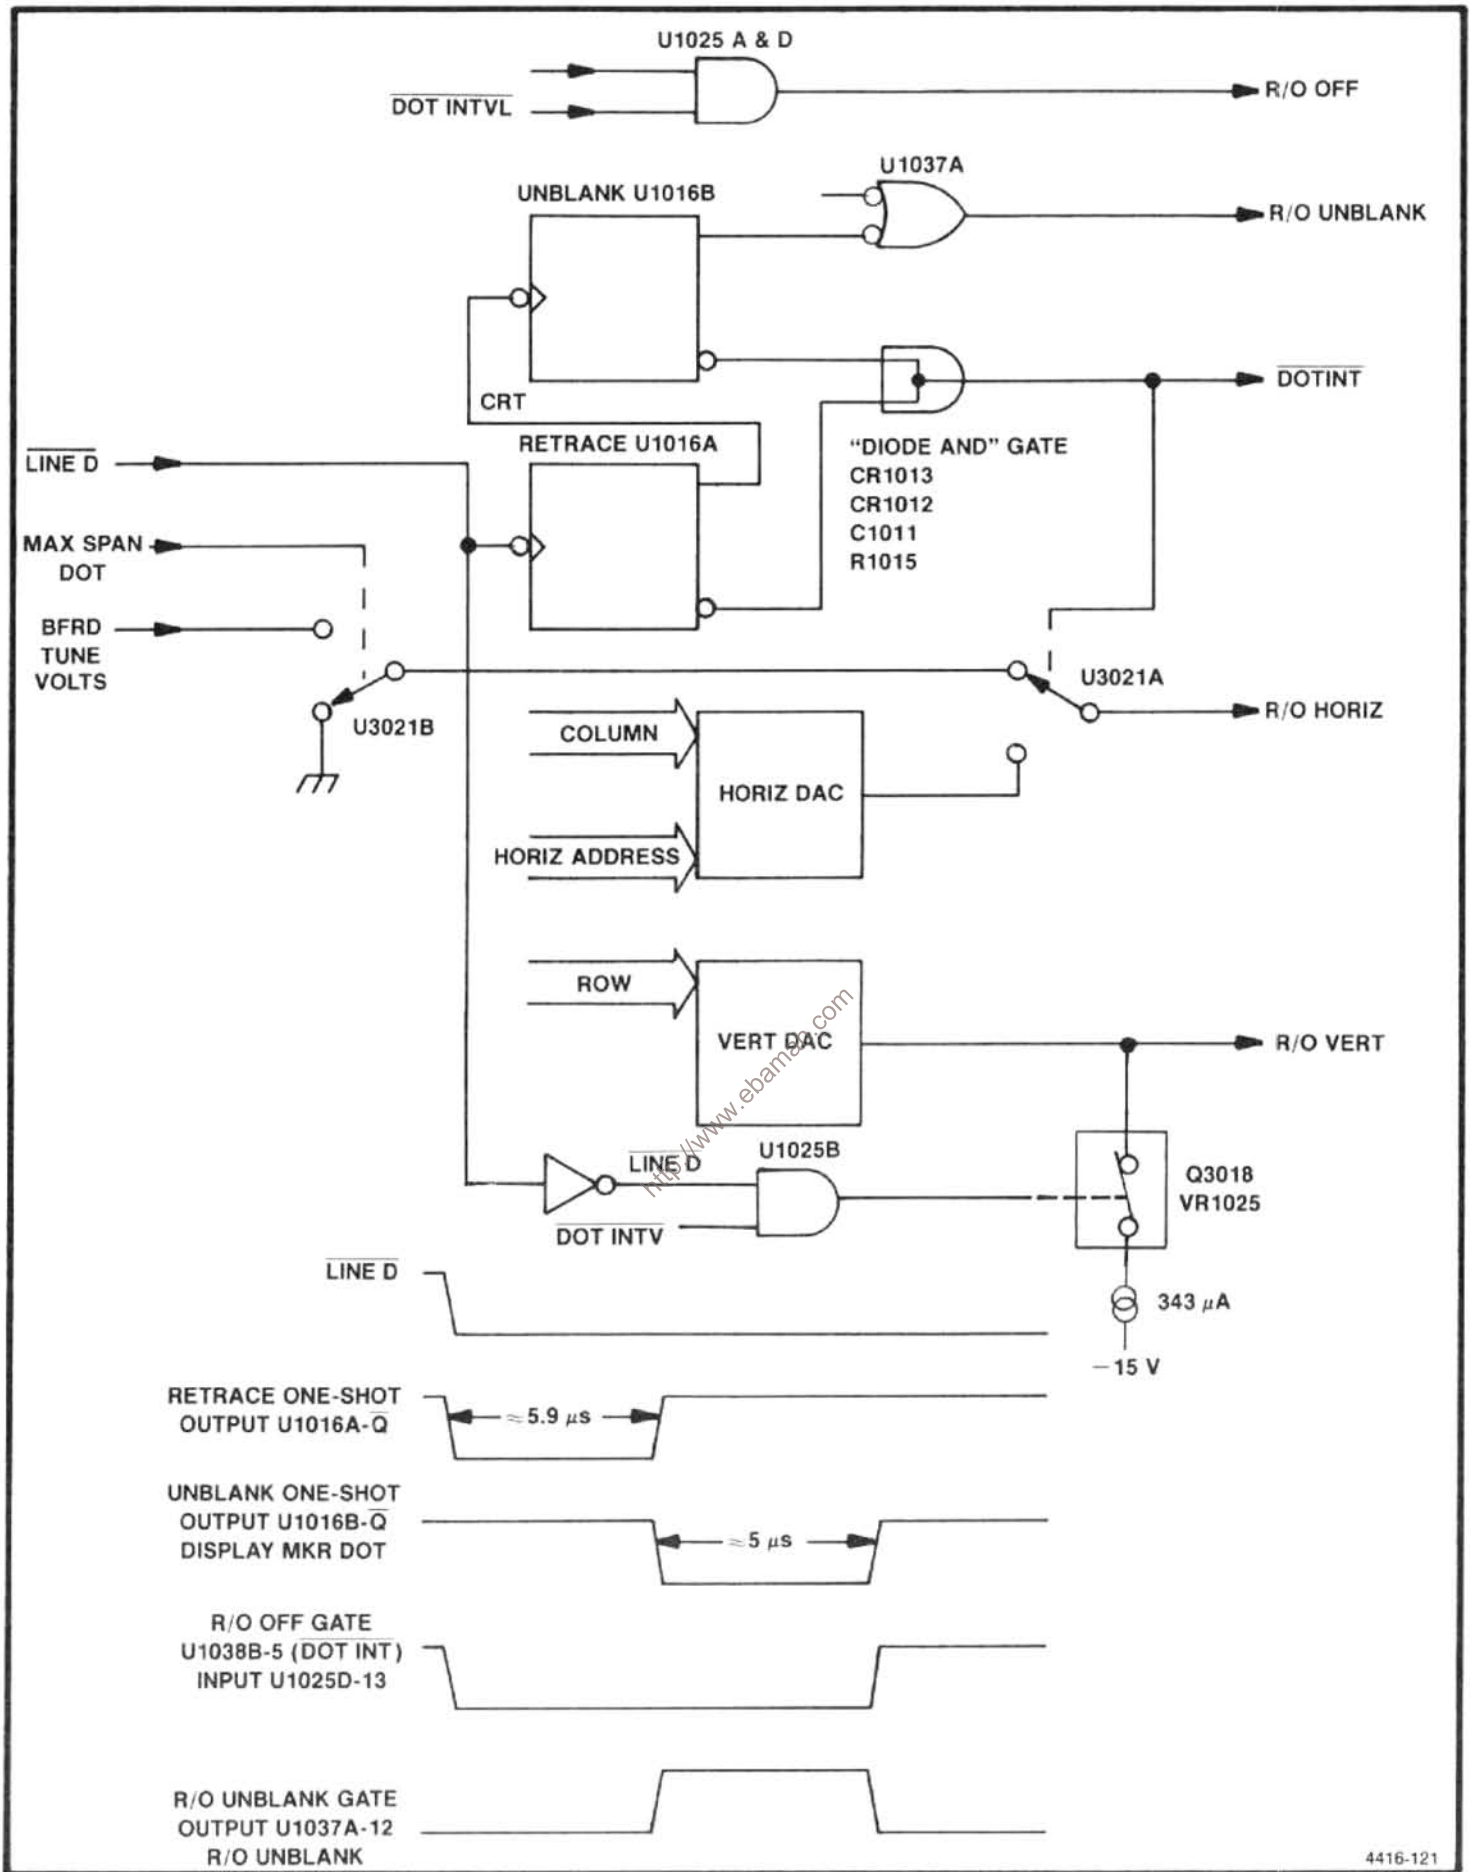 U1025 A & D
DOT INTVL
R/O OFF
U1037A
UNBLANK U1016B
R/O UNBLANK
DOTINT
CRT
RETRACE U1016A
"DIODE AND" GATE
CR1013
CR1012
C1011
R1015
LINE D
MAX SPAN
DOT
BFRD
TUNE
VOLTS
U3021B
U3021A
R/O HORIZ
COLUMN
HORIZ DAC
HORIZ ADDRESS
ROW
VERT DAC
R/O VERT
http://www.ebaman.com
U1025B
LINE D
DOT INTV
Q3018
VR1025
343 μA
−15 V
LINE D
RETRACE ONE-SHOT
OUTPUT U1016A-Q̅
≈5.9 μs
UNBLANK ONE-SHOT
OUTPUT U1016B-Q̅
DISPLAY MKR DOT
≈5 μs
R/O OFF GATE
U1038B-5 (DOT INT)
INPUT U1025D-13
R/O UNBLANK GATE
OUTPUT U1037A-12
R/O UNBLANK
4416-121